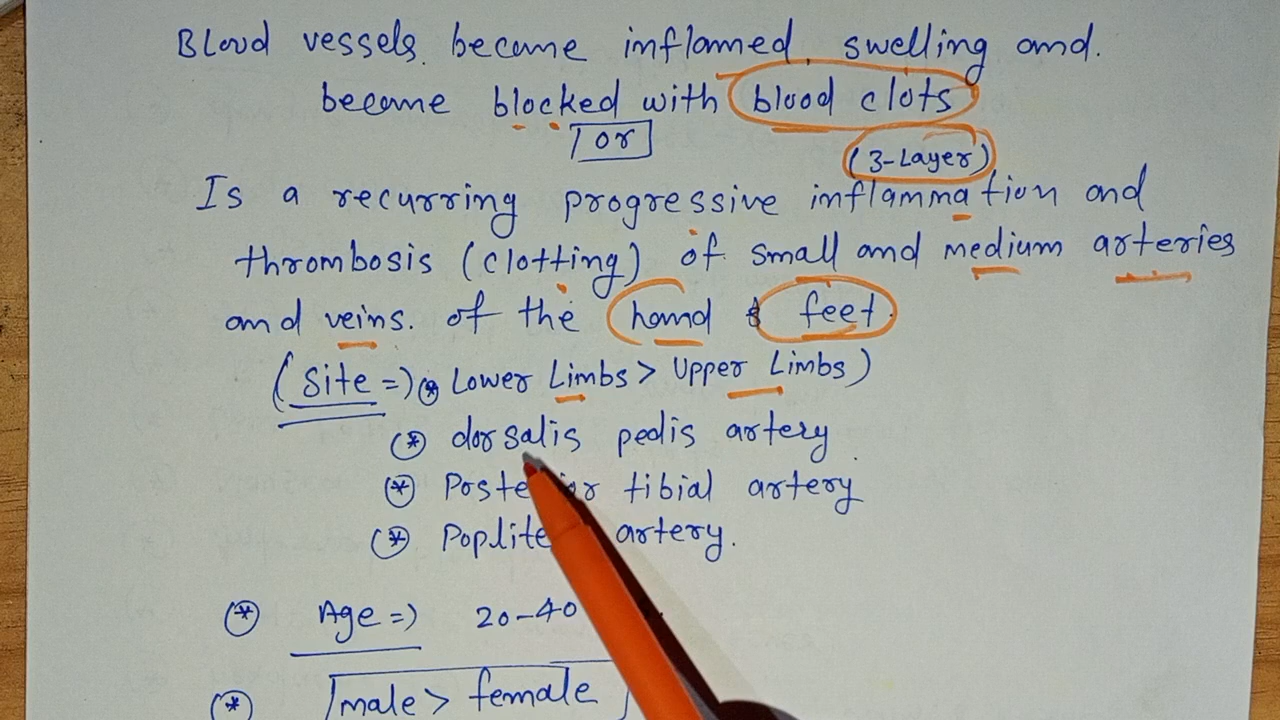 Blood vessels. become inflamed, swelling and.
become blocked with blood clots
or
(3-Layer)
Is a recurring progressive inflammation and
thrombosis (clotting) of small and medium arteries
and veins. of the hand & feet.
(Site =) * Lower Limbs > Upper Limbs)
* dorsalis pedis artery
* Posterior tibial artery
* artery.
* Age =) 20-40
* male > female